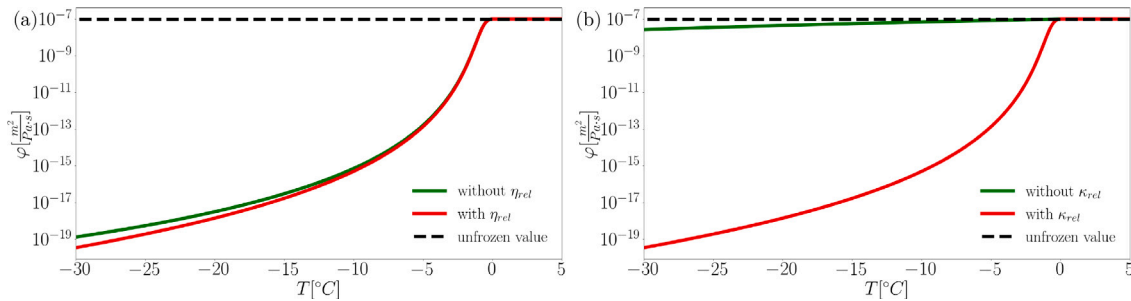 (a)
10⁻⁷
10⁻⁹
10⁻¹¹
10⁻¹³
10⁻¹⁵
10⁻¹⁷
10⁻¹⁹
φ[m²/Pa·s]
without η_rel
with η_rel
unfrozen value
−30 −25 −20 −15 −10 −5 0 5
T[°C]
(b)
10⁻⁷
10⁻⁹
10⁻¹¹
10⁻¹³
10⁻¹⁵
10⁻¹⁷
10⁻¹⁹
φ[m²/Pa·s]
without κ_rel
with κ_rel
unfrozen value
−30 −25 −20 −15 −10 −5 0 5
T[°C]